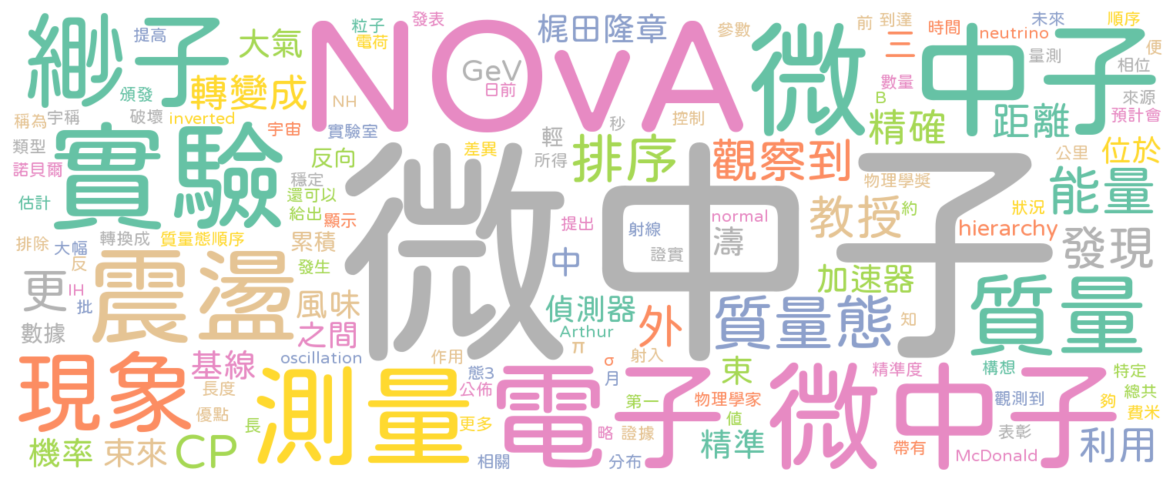 緲子
提高
大氣
發表
粒子
電荷
NOvA
GeV
日前
梶田隆章
參數
微中子
前
到達
三
時間
未來
neutrino
順序
便
量測
相位
頒發
轉變成
NH
稱為
宇稱
破壞
inverted
宇宙
實驗室
秒
控制
數量
B
精確
距離
來源
預計會
類型
諾貝爾
實驗
反向
差異
輕
所得
排序
觀察到
公里
位於
估計
穩定
還可以
給出
顯示
微中子
物理學獎
能量
排除
大幅
轉換成
質量態順序
累積
提出
射線
normal
濤
證實
教授
約
狀況
hierarchy
發現
反
IH
批
更
震盪
發生
風味
中
加速器
數據
之間
偵測器
Arthur
外
質量態
知
質量
現象
基線
oscillation
作用
π
射入
σ
月
束
精準度
構想
特定
長度
優點
測量
態3
公佈
電子微中子
第一
物理學家
值
觀測到
夠
總共
費米
機率
束來
CP
長
更多
相關
略
證據
分布
精準
帶有
McDonald
表彰
利用